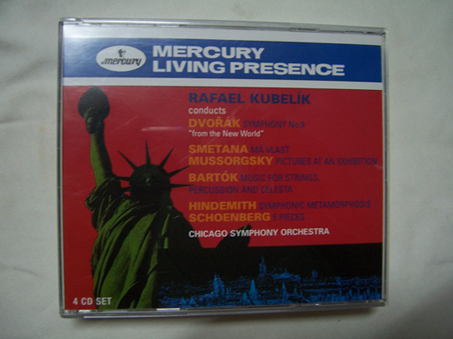 mercury
MERCURY
LIVING PRESENCE
RAFAEL KUBELÍK
conducts
DVOŘÁK SYMPHONY No.9
"from the New World"
SMETANA MÁ VLAST
MUSSORGSKY PICTURES AT AN EXHIBITION
BARTÓK MUSIC FOR STRINGS,
PERCUSSION AND CELESTA
HINDEMITH SYMPHONIC METAMORPHOSIS
SCHOENBERG 5 PIECES
CHICAGO SYMPHONY ORCHESTRA
4 CD SET